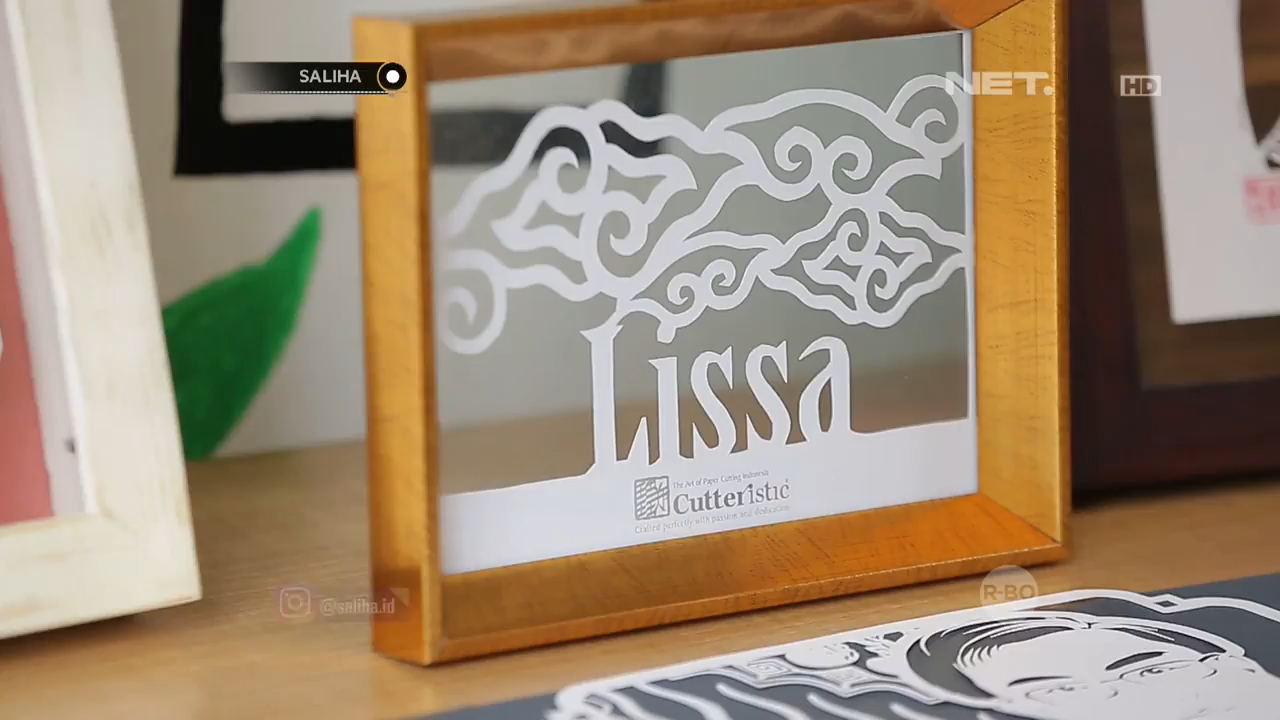 SALIHA
NET.
HD
Lissa
The Art of Paper Cutting Indonesia
Cutteristic
Crafted perfectly with passion and dedication
@saliha.id
R-BO